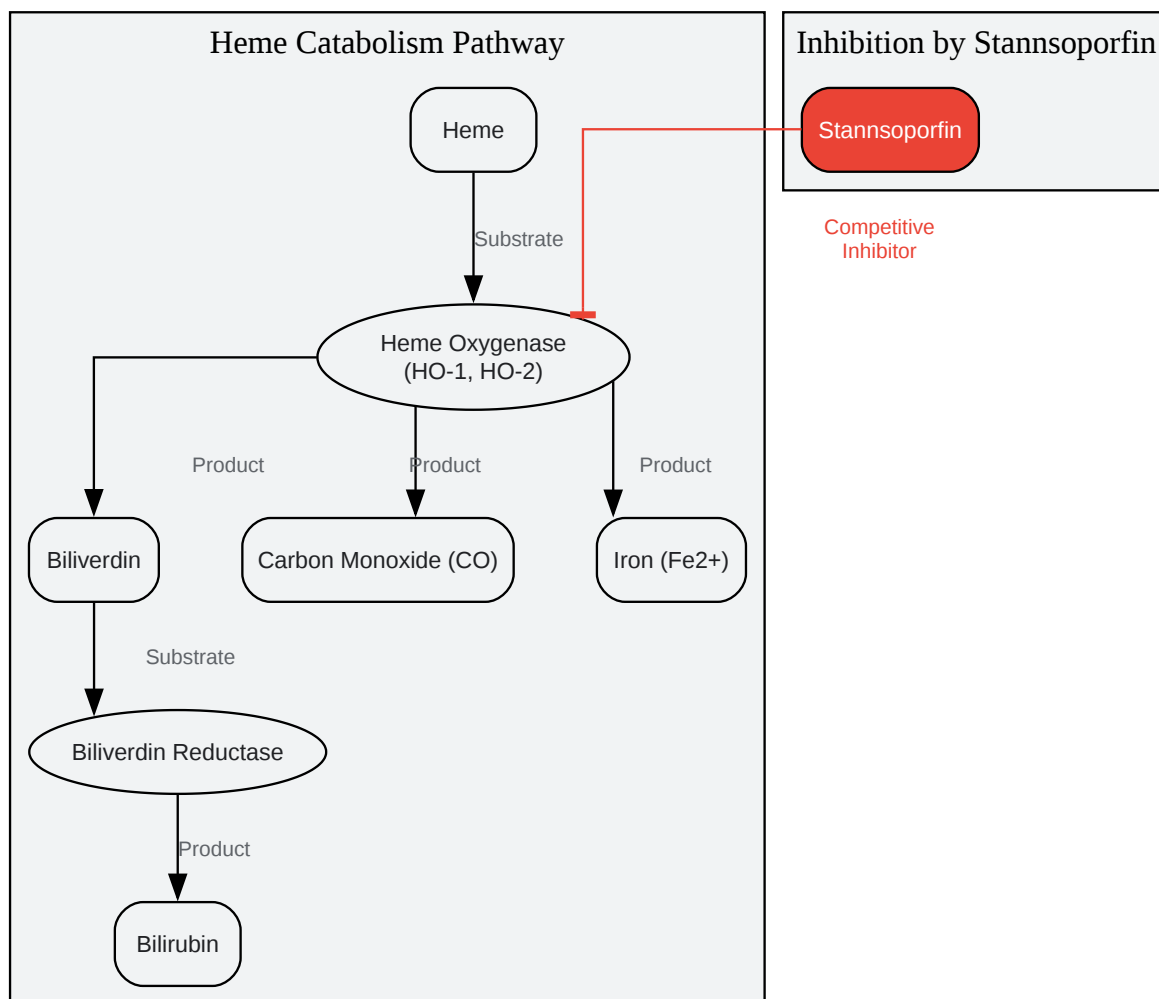 Heme Catabolism Pathway
Inhibition by Stannsoporfin
Heme
Stannsoporfin
Substrate
Competitive
Inhibitor
Heme Oxygenase
(HO-1, HO-2)
Product
Product
Product
Biliverdin
Carbon Monoxide (CO)
Iron (Fe2+)
Substrate
Biliverdin Reductase
Product
Bilirubin